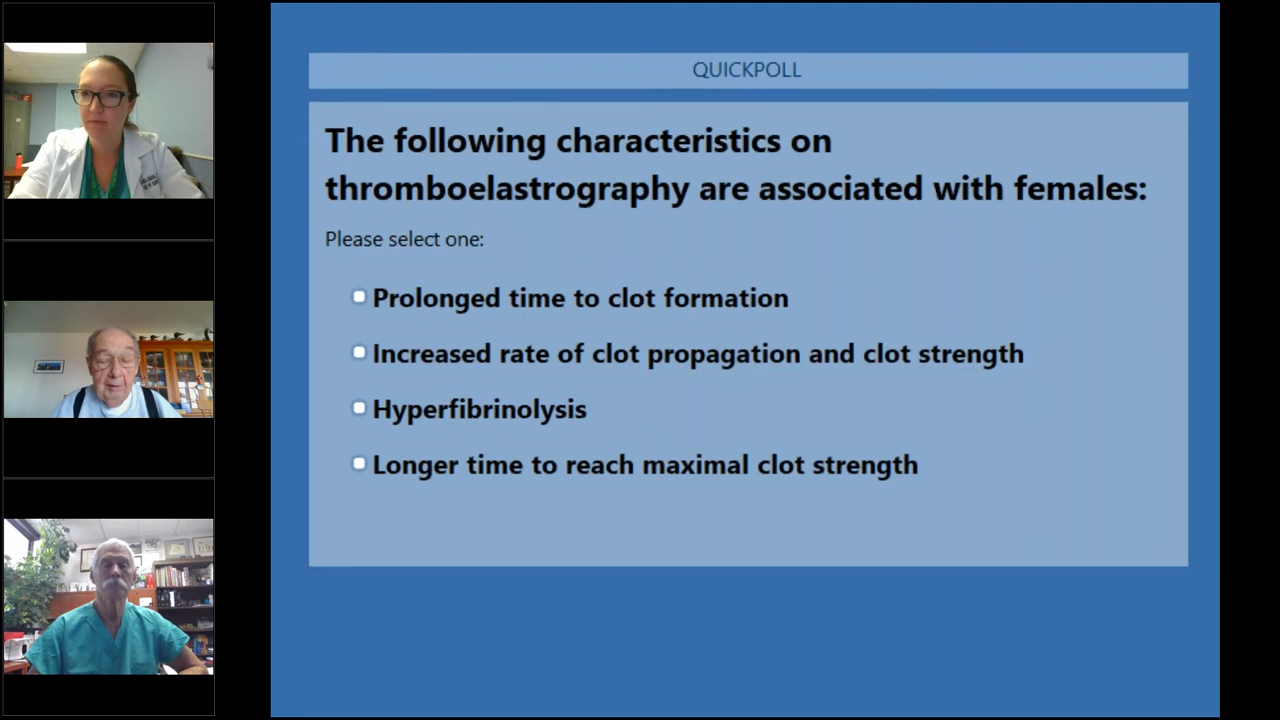 QUICKPOLL
The following characteristics on
thromboelastrography are associated with females:
Please select one:
Prolonged time to clot formation
Increased rate of clot propagation and clot strength
Hyperfibrinolysis
Longer time to reach maximal clot strength